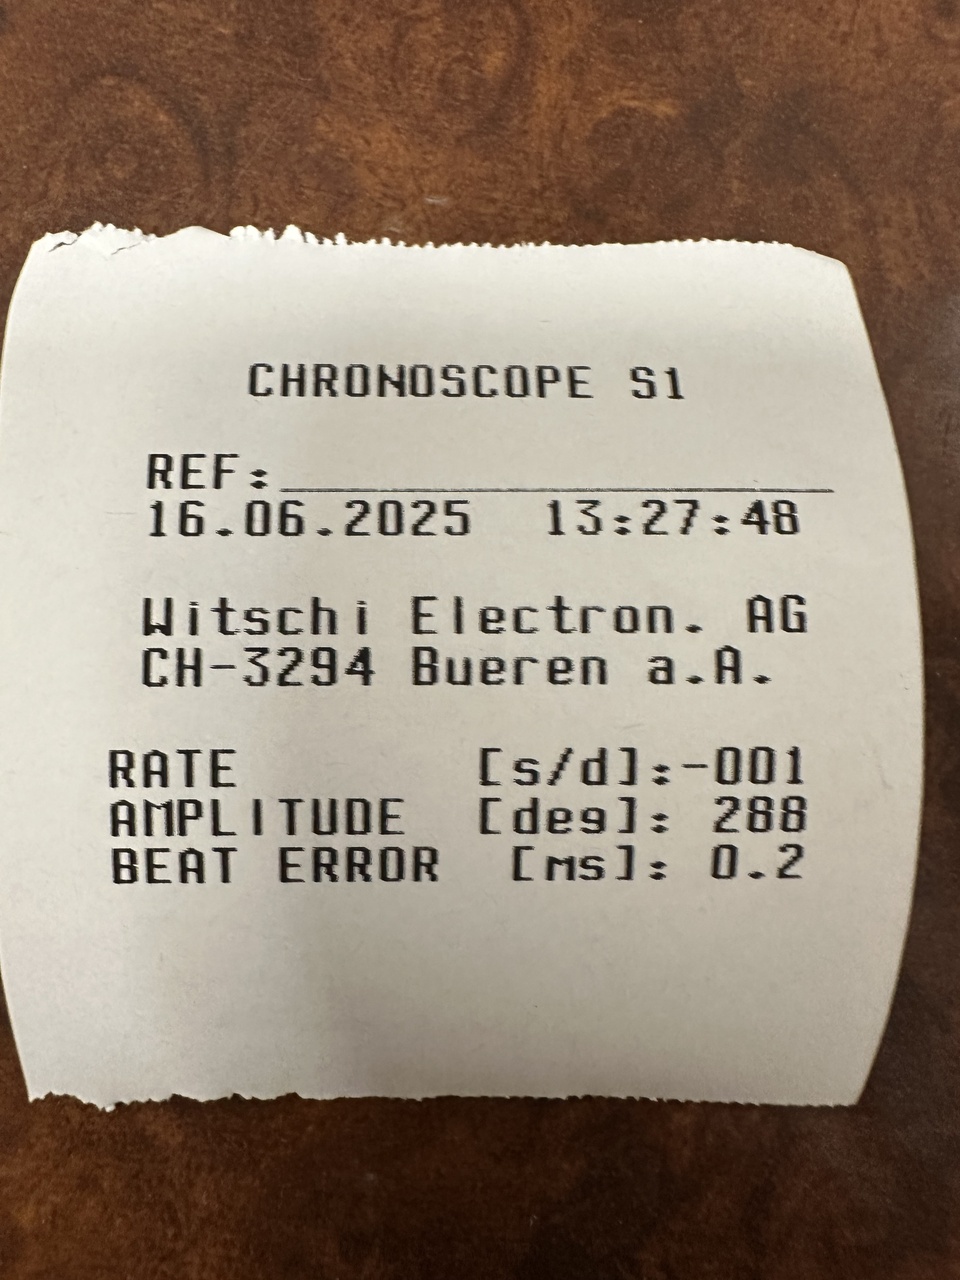 CHRONOSCOPE S1
REF:
16.06.2025 13:27:48
Witschi Electron. AG
CH-3294 Bueren a.A.
RATE [s/d]:-001
AMPLITUDE [deg]: 288
BEAT ERROR [ms]: 0.2